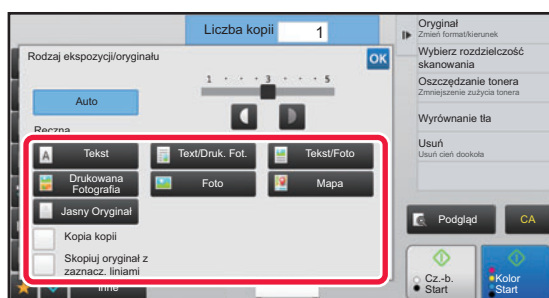 Liczba kopii
1
Rodzaj ekspozycji/oryginału
OK
1 · · · 3 · · · 5
Auto
Ręczna
A
Tekst
Text/Druk. Fot.
Tekst/Foto
Drukowana
Fotografia
Foto
Mapa
Jasny Oryginał
Kopia kopii
Skopiuj oryginał z
zaznacz. liniami
Inne
Oryginał
Zmień format/kierunek
Wybierz rozdzielczość
skanowania
Oszczędzanie tonera
Zmniejszenie zużycia tonera
Wyrównanie tła
Usuń
Usuń cień dookoła
Podgląd
CA
Cz.-b.
Start
Kolor
Start